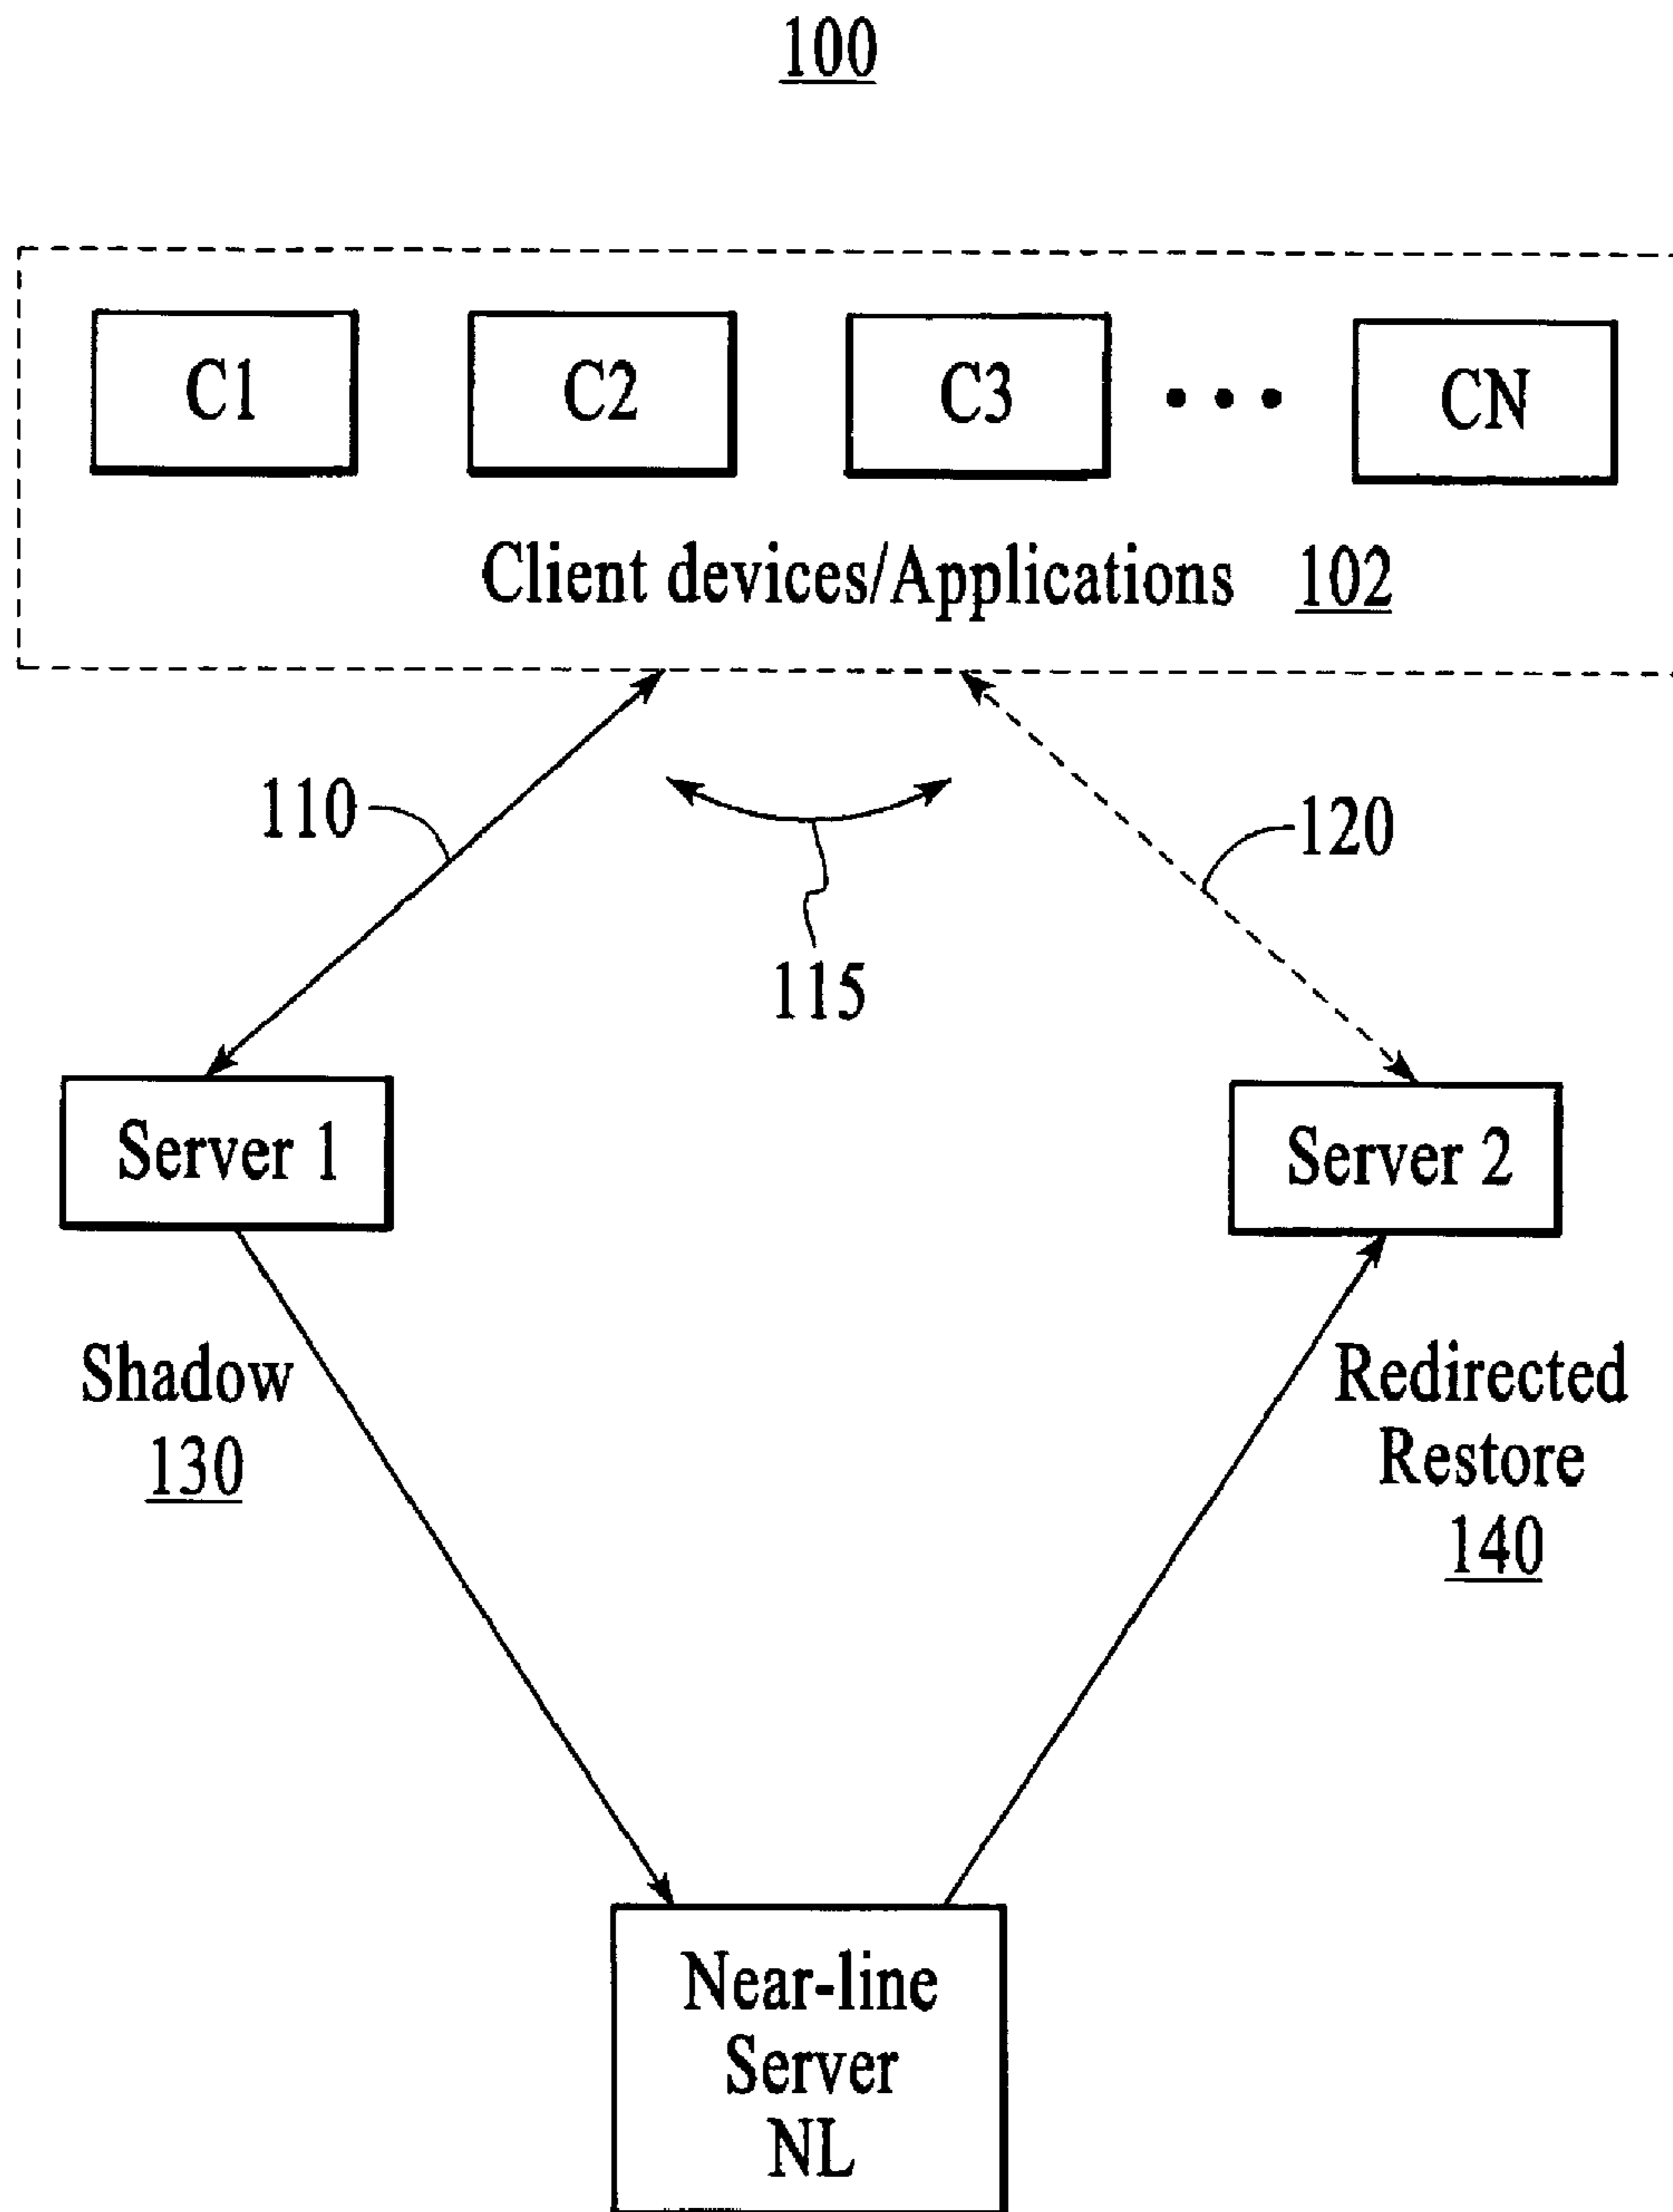 100
C1 C2 C3 • • • CN
Client devices/Applications 102
110
120
115
Server 1
Server 2
Shadow
130
Redirected
Restore
140
Near-line
Server
NL